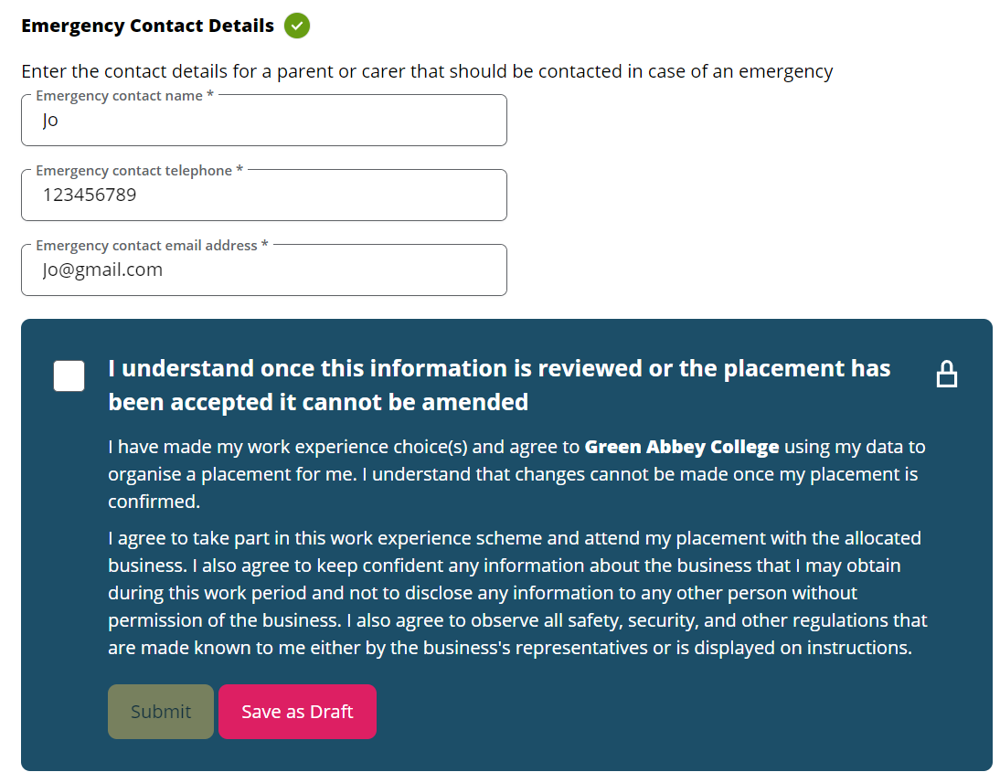 Emergency Contact Details
Enter the contact details for a parent or carer that should be contacted in case of an emergency
Emergency contact name *
Jo
Emergency contact telephone *
123456789
Emergency contact email address *
Jo@gmail.com
I understand once this information is reviewed or the placement has
been accepted it cannot be amended
I have made my work experience choice(s) and agree to Green Abbey College using my data to
organise a placement for me. I understand that changes cannot be made once my placement is
confirmed.
I agree to take part in this work experience scheme and attend my placement with the allocated
business. I also agree to keep confident any information about the business that I may obtain
during this work period and not to disclose any information to any other person without
permission of the business. I also agree to observe all safety, security, and other regulations that
are made known to me either by the business's representatives or is displayed on instructions.
Submit
Save as Draft